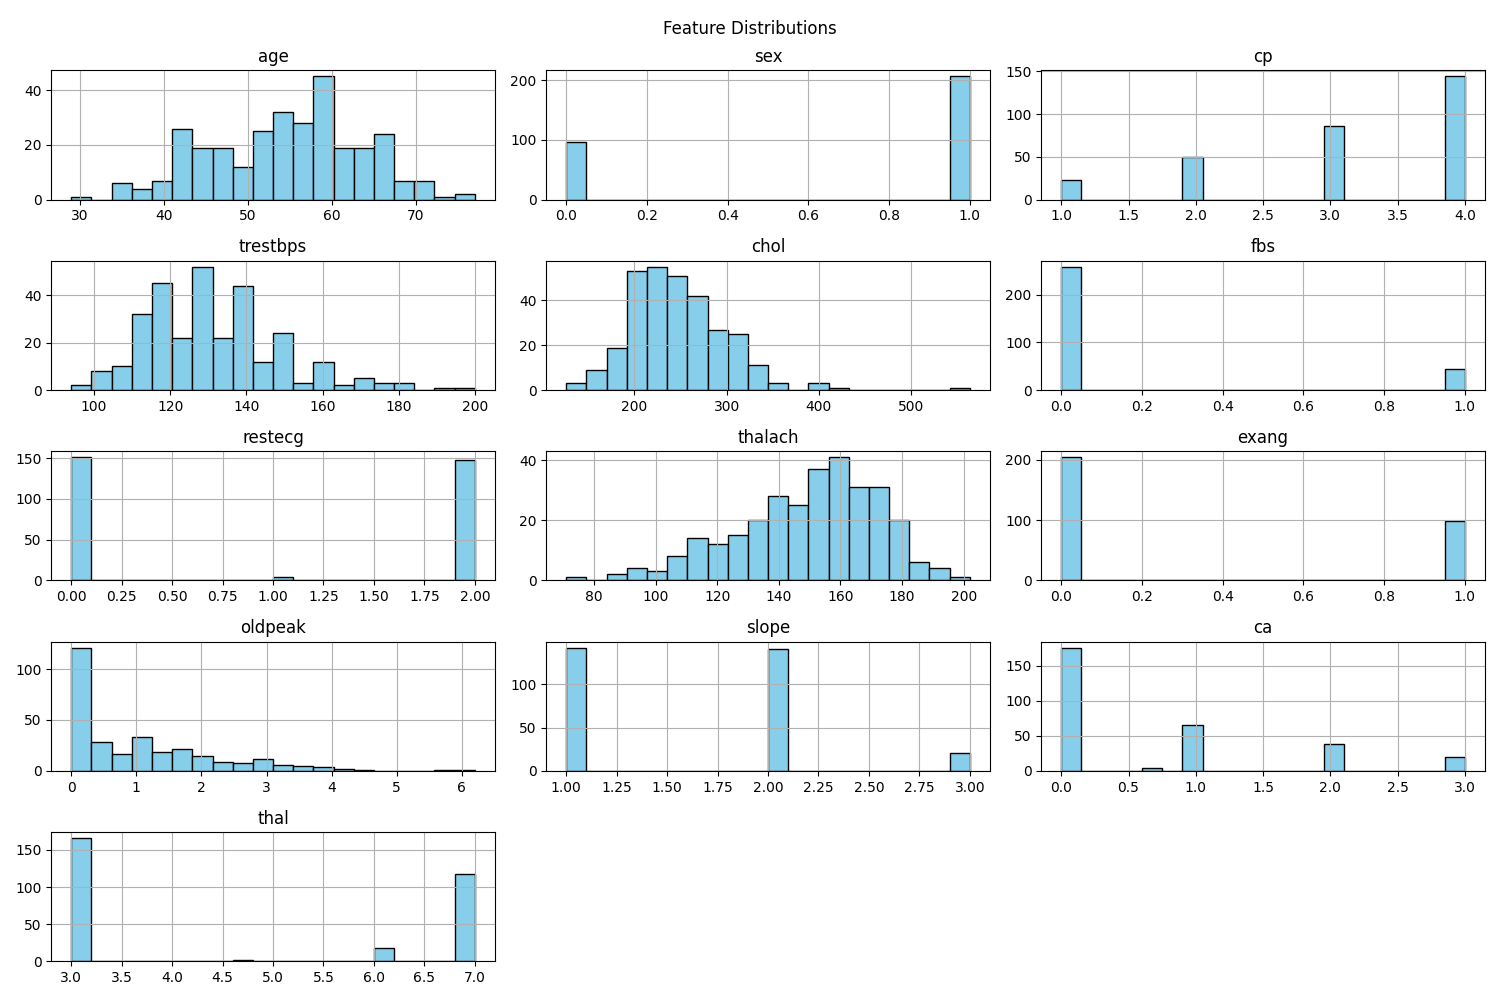 Feature Distributions
age
sex
cp
40
20
0
30 40 50 60 70
200
100
0
0.0 0.2 0.4 0.6 0.8 1.0
150
100
50
0
1.0 1.5 2.0 2.5 3.0 3.5 4.0
trestbps
chol
fbs
40
20
0
100 120 140 160 180 200
40
20
0
200 300 400 500
200
100
0
0.0 0.2 0.4 0.6 0.8 1.0
restecg
thalach
exang
150
100
50
0
0.00 0.25 0.50 0.75 1.00 1.25 1.50 1.75 2.00
40
20
0
80 100 120 140 160 180 200
200
100
0
0.0 0.2 0.4 0.6 0.8 1.0
oldpeak
slope
ca
100
50
0
0 1 2 3 4 5 6
100
50
0
1.00 1.25 1.50 1.75 2.00 2.25 2.50 2.75 3.00
150
100
50
0
0.0 0.5 1.0 1.5 2.0 2.5 3.0
thal
150
100
50
0
3.0 3.5 4.0 4.5 5.0 5.5 6.0 6.5 7.0